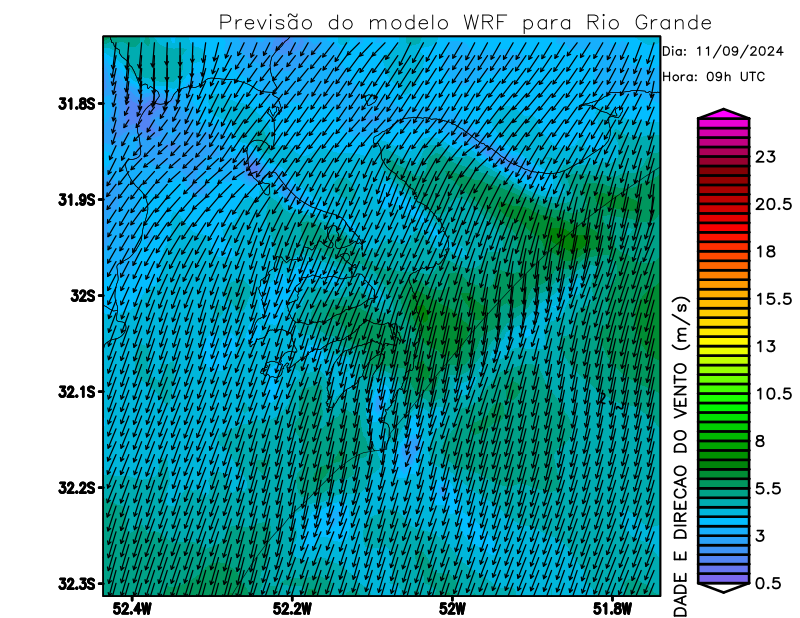 Previsão do modelo WRF para Rio Grande
Dia: 11/09/2024
Hora: 09h UTC
31.8S
31.9S
32S
32.1S
32.2S
32.3S
52.4W
52.2W
52W
51.8W
23
20.5
18
15.5
13
10.5
8
5.5
3
0.5
DADE E DIRECAO DO VENTO (m/s)